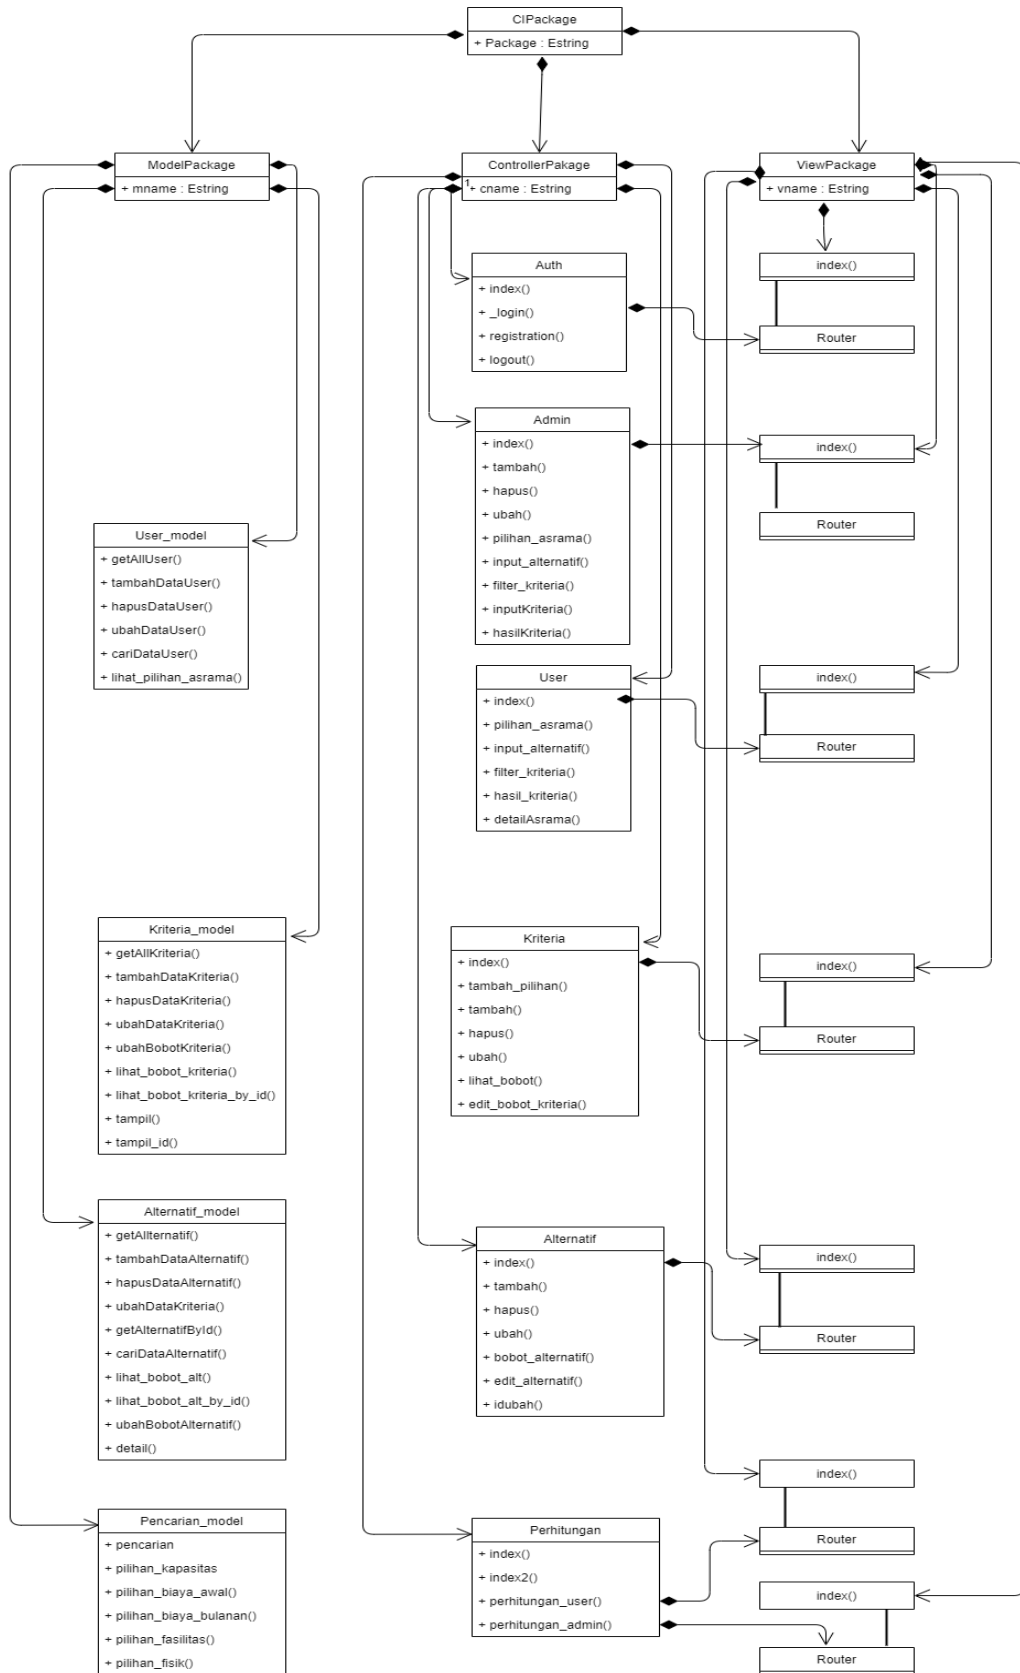 CIPackage
+ Package : Estring
ModelPackage
+ mname : Estring
ControllerPakage
1
+ cname : Estring
ViewPackage
+ vname : Estring
Auth
+ index()
+ _login()
+ registration()
+ logout()
index()
Router
Admin
+ index()
+ tambah()
+ hapus()
+ ubah()
+ pilihan_asrama()
+ input_alternatif()
+ filter_kriteria()
+ inputKriteria()
+ hasilKriteria()
index()
Router
User_model
+ getAllUser()
+ tambahDataUser()
+ hapusDataUser()
+ ubahDataUser()
+ cariDataUser()
+ lihat_pilihan_asrama()
User
+ index()
+ pilihan_asrama()
+ input_alternatif()
+ filter_kriteria()
+ hasil_kriteria()
+ detailAsrama()
index()
Router
Kriteria_model
+ getAllKriteria()
+ tambahDataKriteria()
+ hapusDataKriteria()
+ ubahDataKriteria()
+ ubahBobotKriteria()
+ lihat_bobot_kriteria()
+ lihat_bobot_kriteria_by_id()
+ tampil()
+ tampil_id()
Kriteria
+ index()
+ tambah_pilihan()
+ tambah()
+ hapus()
+ ubah()
+ lihat_bobot()
+ edit_bobot_kriteria()
index()
Router
Alternatif_model
+ getAllternatif()
+ tambahDataAlternatif()
+ hapusDataAlternatif()
+ ubahDataKriteria()
+ getAlternatifById()
+ cariDataAlternatif()
+ lihat_bobot_alt()
+ lihat_bobot_alt_by_id()
+ ubahBobotAlternatif()
+ detail()
Alternatif
+ index()
+ tambah()
+ hapus()
+ ubah()
+ bobot_alternatif()
+ edit_alternatif()
+ idubah()
index()
Router
Pencarian_model
+ pencarian
+ pilihan_kapasitas
+ pilihan_biaya_awal()
+ pilihan_biaya_bulanan()
+ pilihan_fasilitas()
+ pilihan_fisik()
Perhitungan
+ index()
+ index2()
+ perhitungan_user()
+ perhitungan_admin()
index()
Router
index()
Router